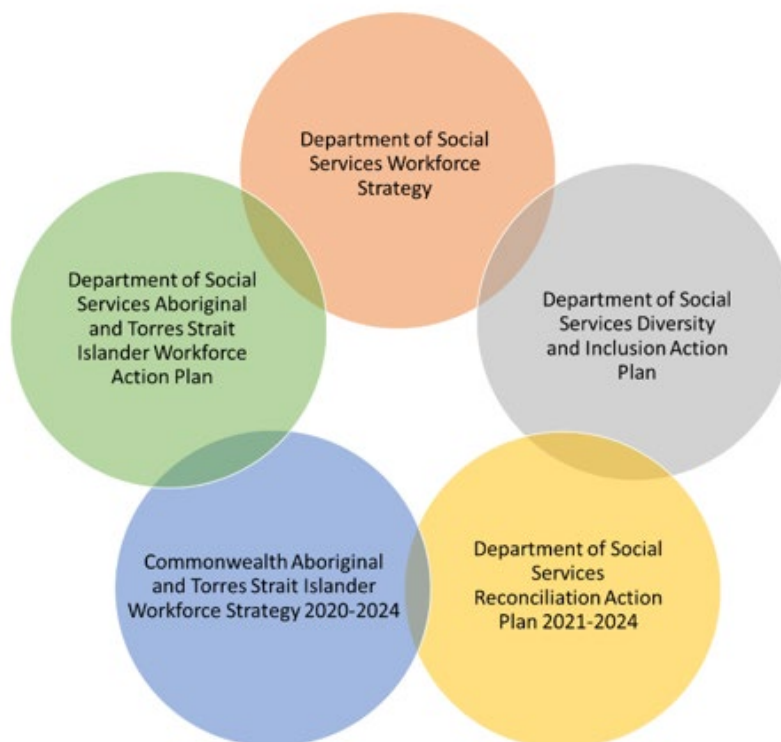 Department of Social
Services Workforce
Strategy
Department of Social
Services Aboriginal
and Torres Strait
Islander Workforce
Action Plan
Department of Social
Services Diversity
and Inclusion Action
Plan
Commonwealth Aboriginal
and Torres Strait Islander
Workforce Strategy 2020-2024
Department of Social
Services
Reconciliation Action
Plan 2021-2024